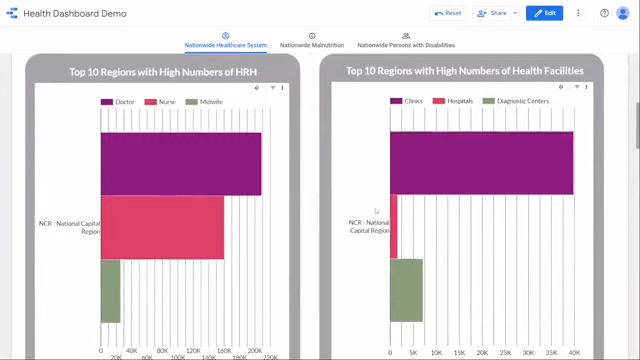 Health Dashboard Demo
Reset
Share
Edit
Nationwide Healthcare System
Nationwide Malnutrition
Nationwide Persons with Disabilities
Top 10 Regions with High Numbers of HRH
Doctor
Nurse
Midwife
NCR - National Capital
Region
0
40K
80K
120K
160K
200K
20K
60K
100K
140K
180K
220K
Top 10 Regions with High Numbers of Health Facilities
Clinics
Hospitals
Diagnostic Centers
NCR - National
Capital Region
0
5K
10K
15K
20K
25K
30K
35K
40K